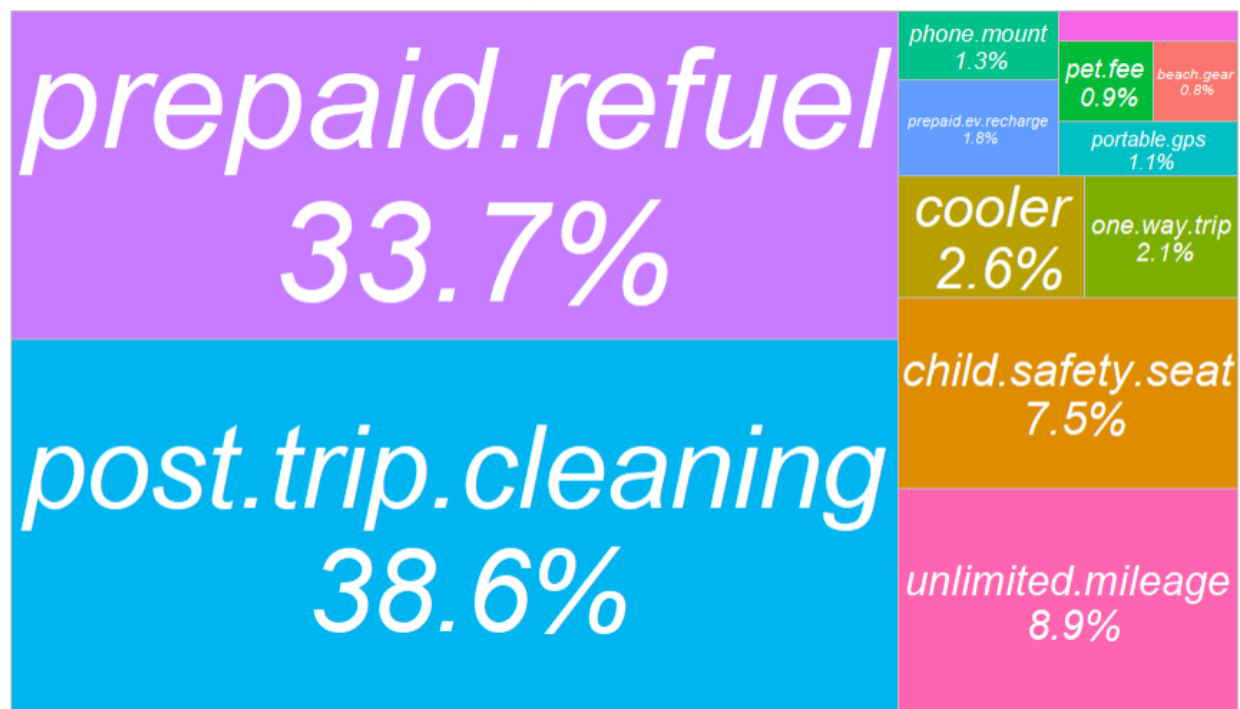 prepaid.refuel
33.7%
post.trip.cleaning
38.6%
phone.mount
1.3%
prepaid.ev.recharge
1.8%
pet.fee
0.9%
beach.gear
0.8%
portable.gps
1.1%
cooler
2.6%
one.way.trip
2.1%
child.safety.seat
7.5%
unlimited.mileage
8.9%